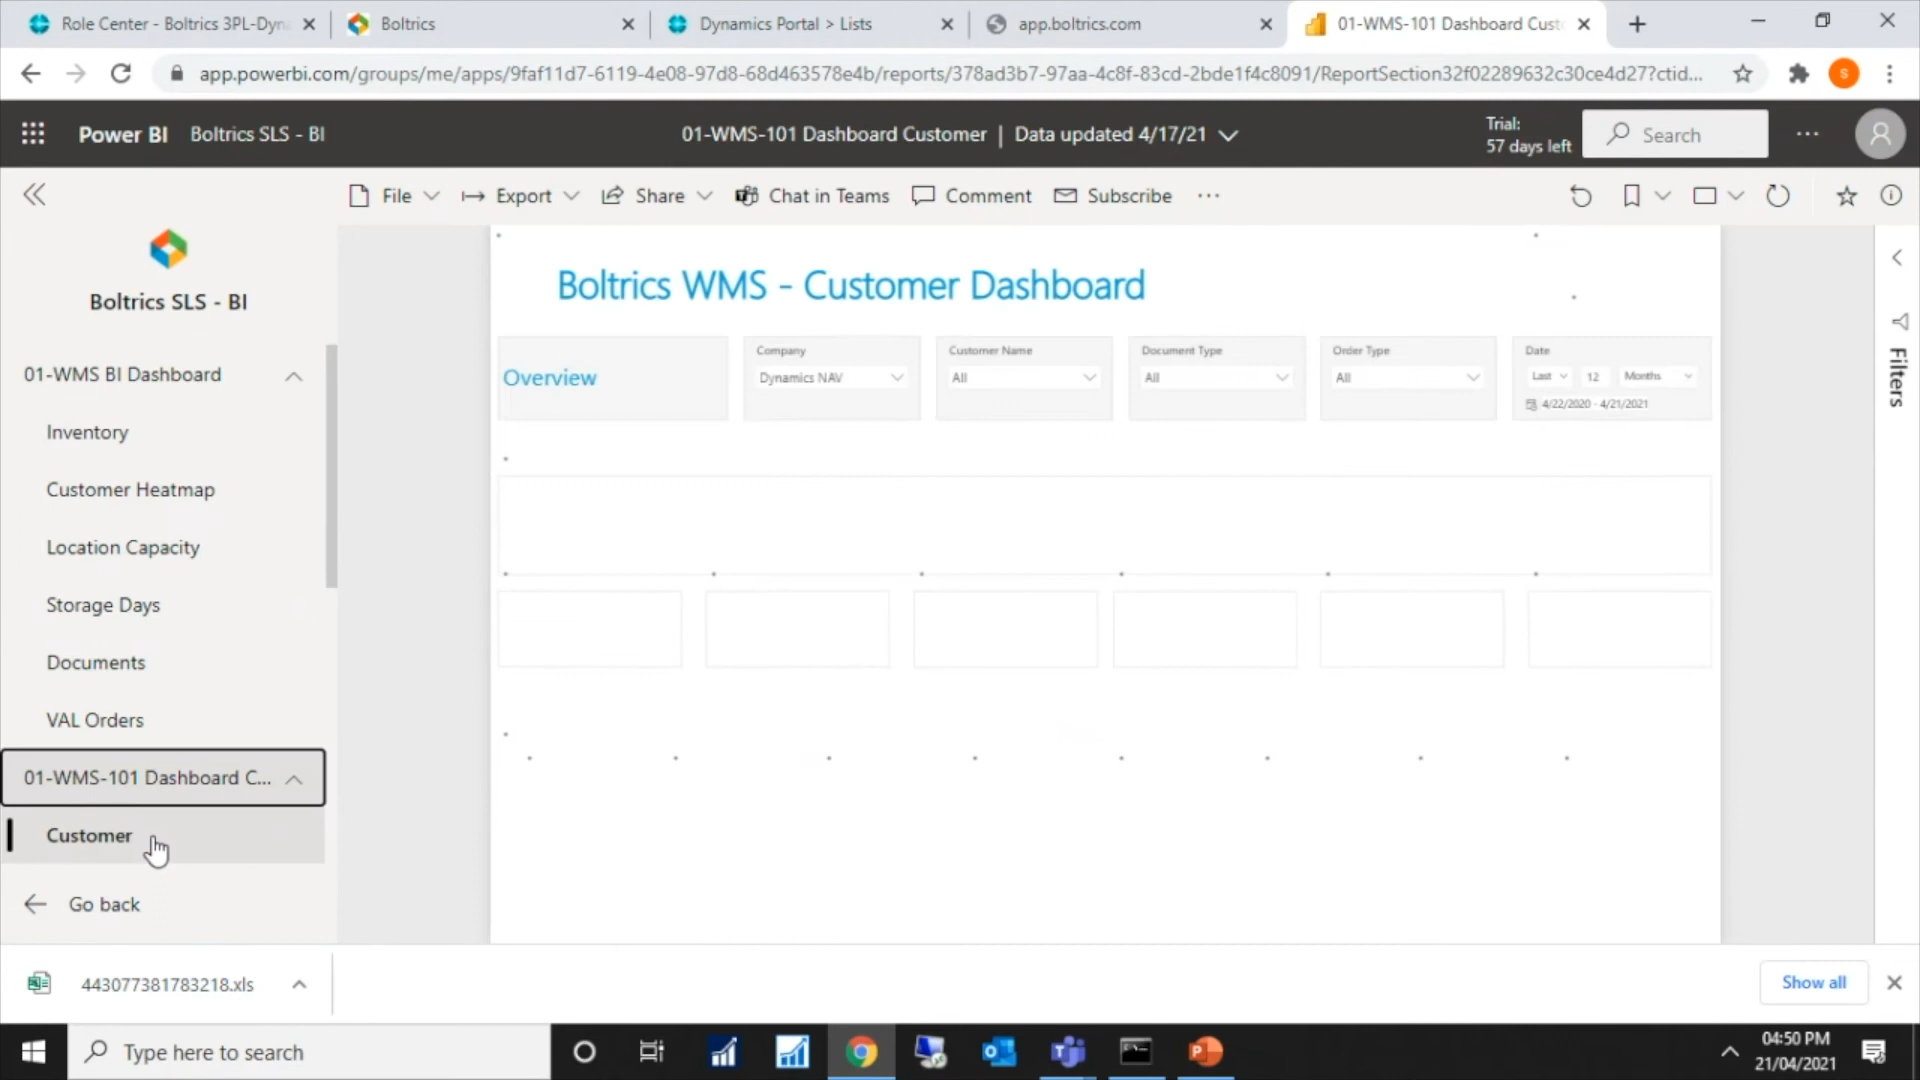 Role Center - Boltrics 3PL-Dyna
Boltrics
Dynamics Portal > Lists
app.boltrics.com
01-WMS-101 Dashboard Custo
app.powerbi.com/groups/me/apps/9faf11d7-6119-4e08-97d8-68d463578e4b/reports/378ad3b7-97aa-4c8f-83cd-2bde1f4c8091/ReportSection32f02289632c30ce4d27?ctid...
S
Power BI
Boltrics SLS - BI
01-WMS-101 Dashboard Customer | Data updated 4/17/21
Trial:
57 days left
Search
File
Export
Share
Chat in Teams
Comment
Subscribe
Boltrics SLS - BI
01-WMS BI Dashboard
Inventory
Customer Heatmap
Location Capacity
Storage Days
Documents
VAL Orders
01-WMS-101 Dashboard C...
Customer
Go back
Boltrics WMS - Customer Dashboard
Overview
Company
Dynamics NAV
Customer Name
All
Document Type
All
Order Type
All
Date
Last
12
Months
4/22/2020 - 4/21/2021
Filters
443077381783218.xls
Show all
Type here to search
04:50 PM
21/04/2021